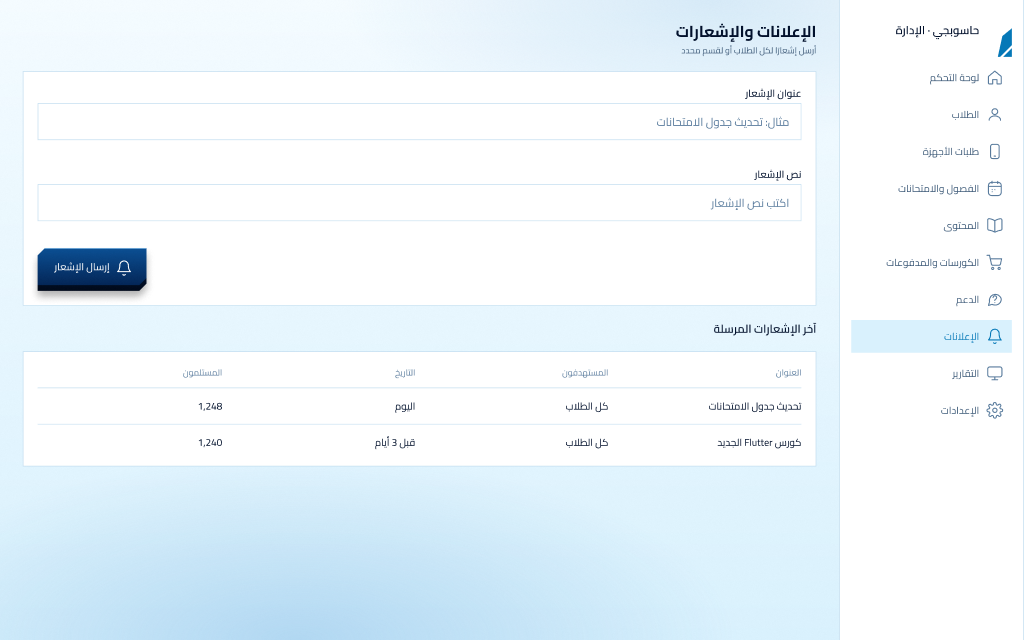 حاسوبجي · الإدارة
لوحة التحكم
الطلاب
طلبات الأجهزة
الفصول والامتحانات
المحتوى
الكورسات والمدفوعات
الدعم
الإعلانات
التقارير
الإعدادات
الإعلانات والإشعارات
أرسل إشعارًا لكل الطلاب أو لقسم محدد
عنوان الإشعار
مثال: تحديث جدول الامتحانات
نص الإشعار
اكتب نص الإشعار
إرسال الإشعار
آخر الإشعارات المرسلة
العنوان المستهدفون التاريخ المستلمون
تحديث جدول الامتحانات كل الطلاب اليوم 1,248
كورس Flutter الجديد كل الطلاب قبل 3 أيام 1,240